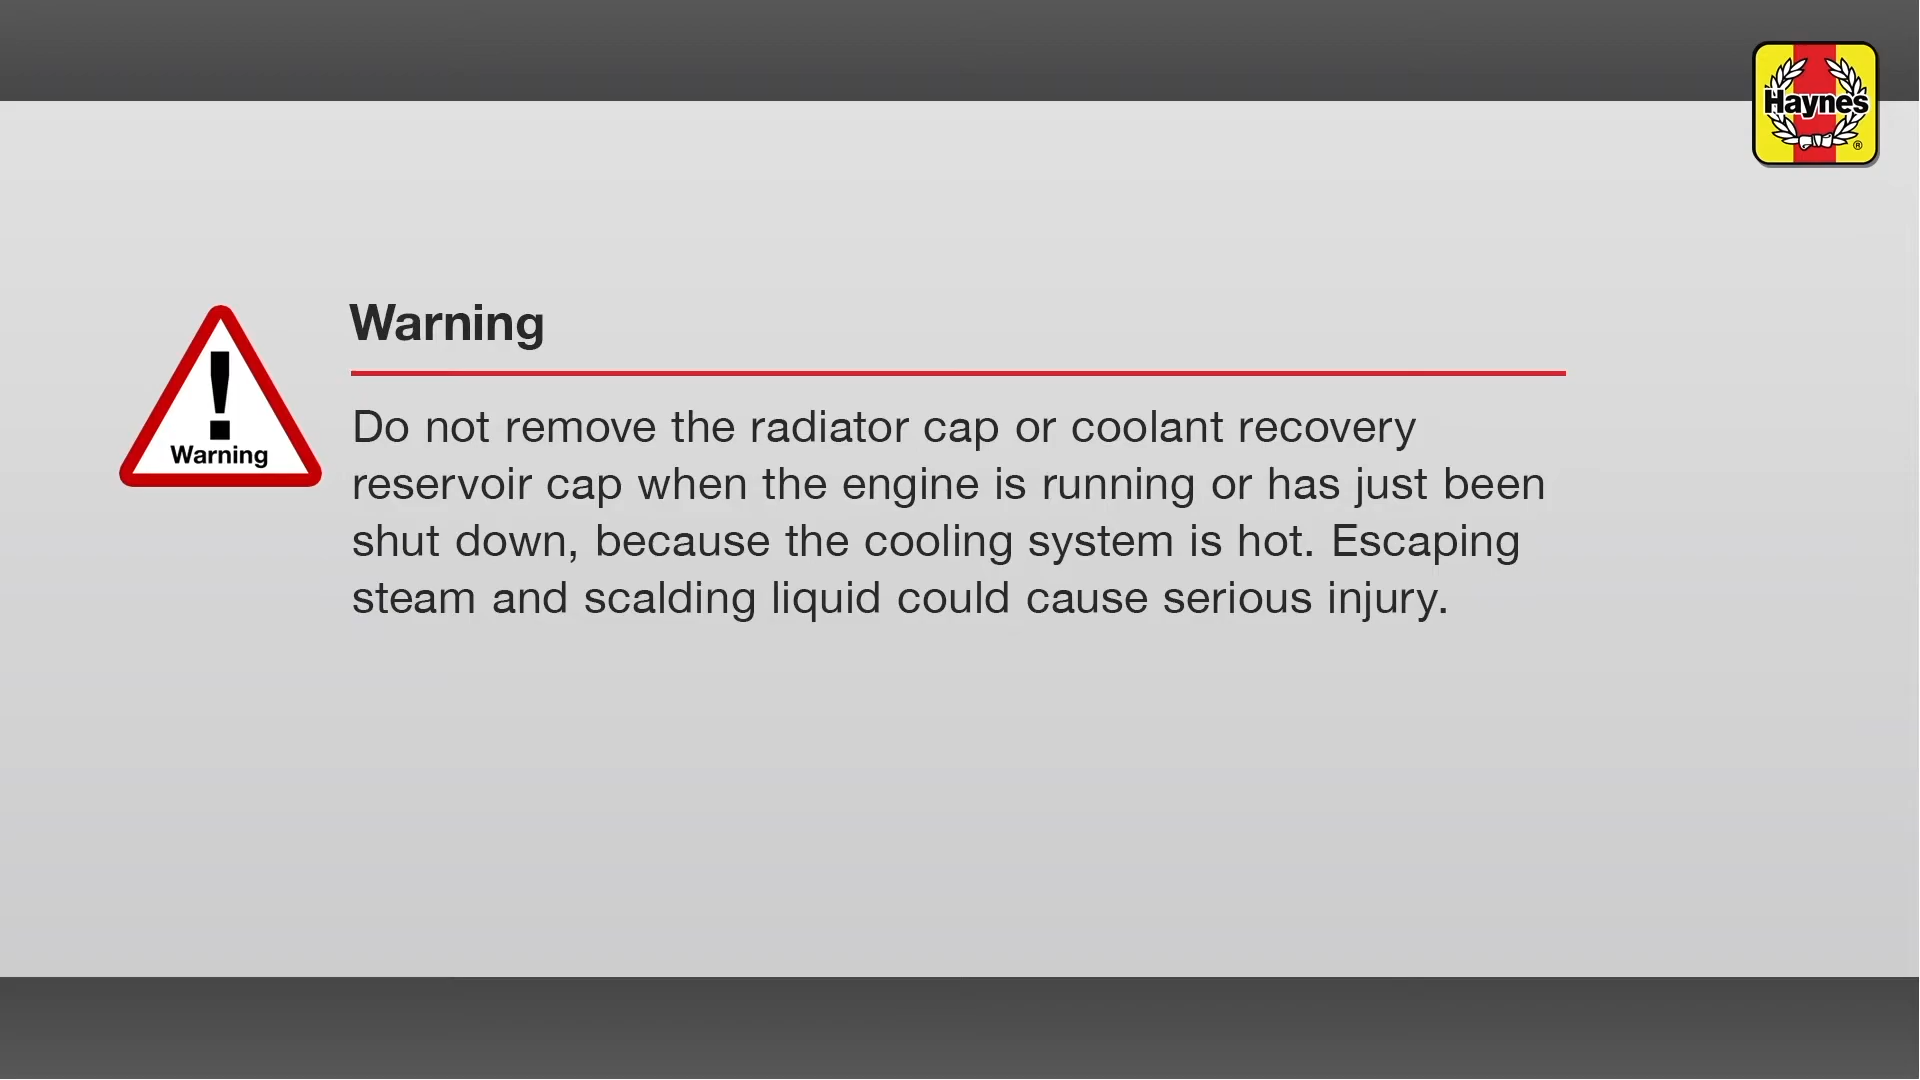 Haynes
®
Warning
Warning
Do not remove the radiator cap or coolant recovery
reservoir cap when the engine is running or has just been
shut down, because the cooling system is hot. Escaping
steam and scalding liquid could cause serious injury.